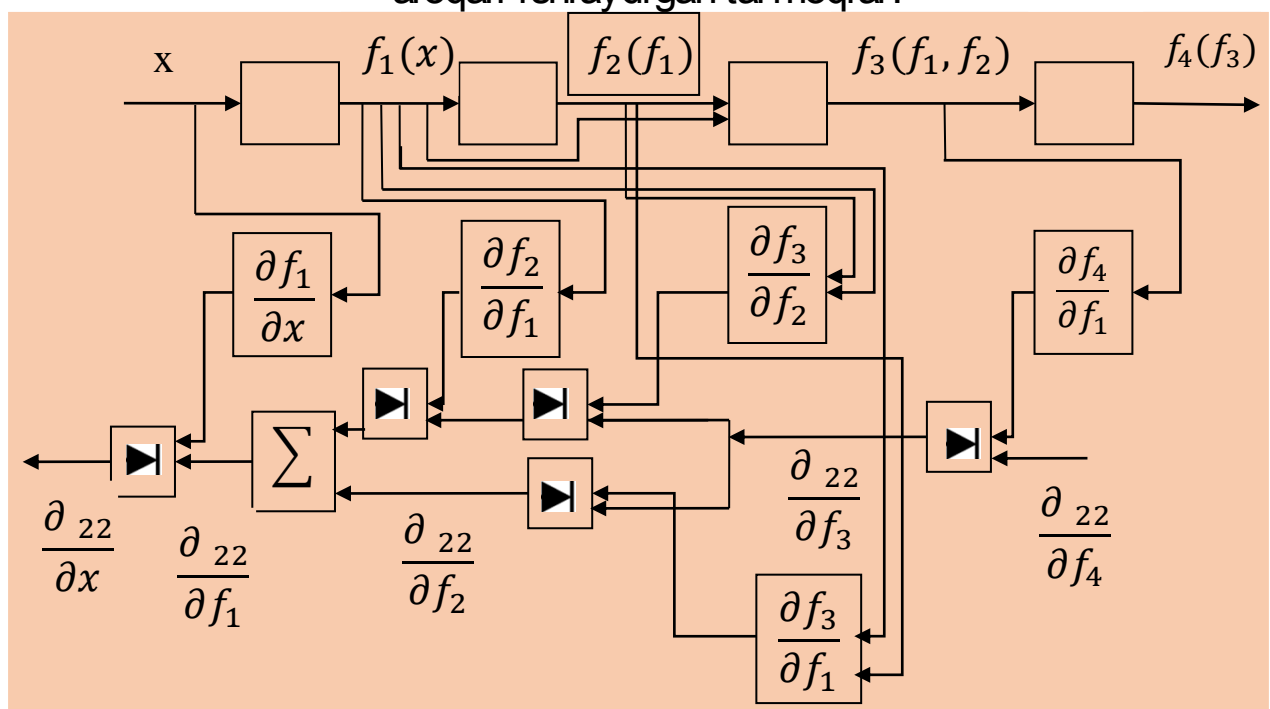 x f₁(x) f₂(f₁) f₃(f₁, f₂) f₄(f₃)
∂f₁/∂x
∂f₂/∂f₁
∂f₃/∂f₂
∂f₄/∂f₁
∑
∂ 22/∂x
∂ 22/∂f₁
∂ 22/∂f₂
∂ 22/∂f₃
∂ 22/∂f₄
∂f₃/∂f₁